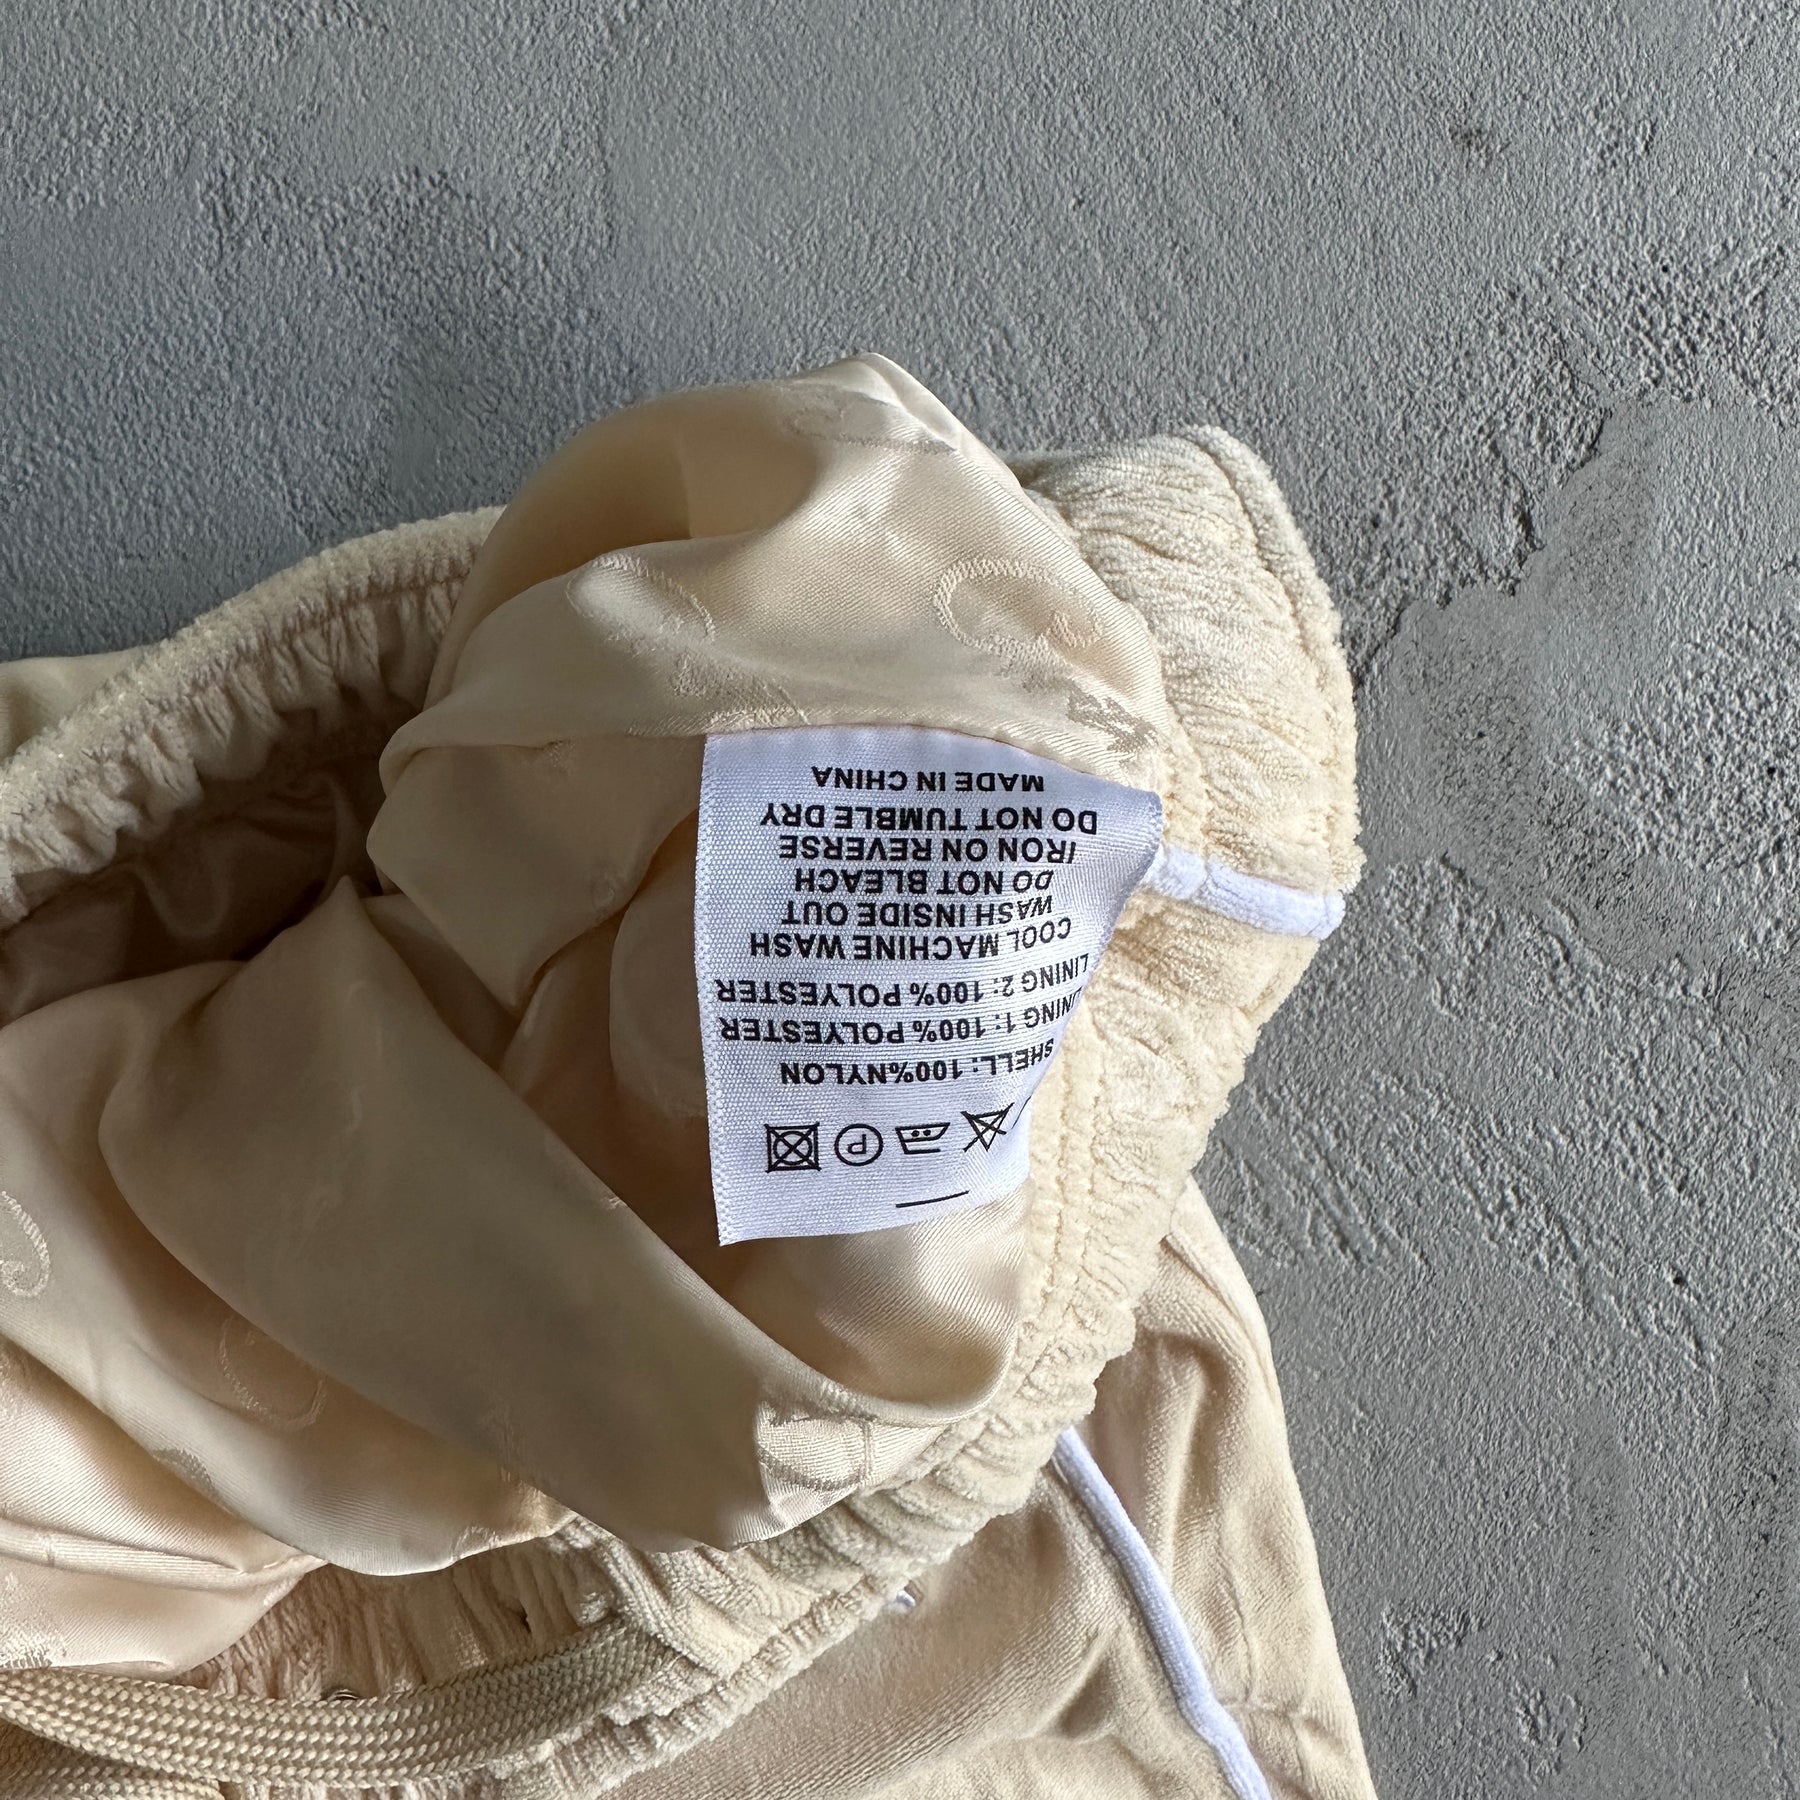 SHELL: 100%NYLON
LINING 1: 100% POLYESTER
LINING 2: 100% POLYESTER
COOL MACHINE WASH
WASH INSIDE OUT
DO NOT BLEACH
IRON ON REVERSE
DO NOT TUMBLE DRY
MADE IN CHINA